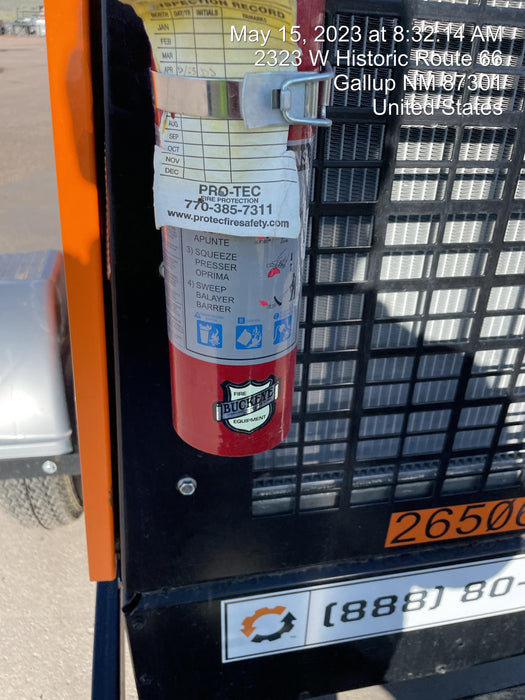 INSPECTION RECORD
MONTH DATE/YR INITIALS
JAN
FEB
MAR
APR
AUG
SEP
OCT
NOV
DEC
PRO-TEC
FIRE PROTECTION
770-385-7311
www.protecfiresafety.com
APUNTE
3) SQUEEZE
PRESSER
OPRIMA
4) SWEEP
BALAYER
BARRER
FIRE
BUCKEYE
EQUIPMENT
May 15, 2023 at 8:32:14 AM
2323 W Historic Route 66
Gallup NM 87301
United States
26506
(888) 80-